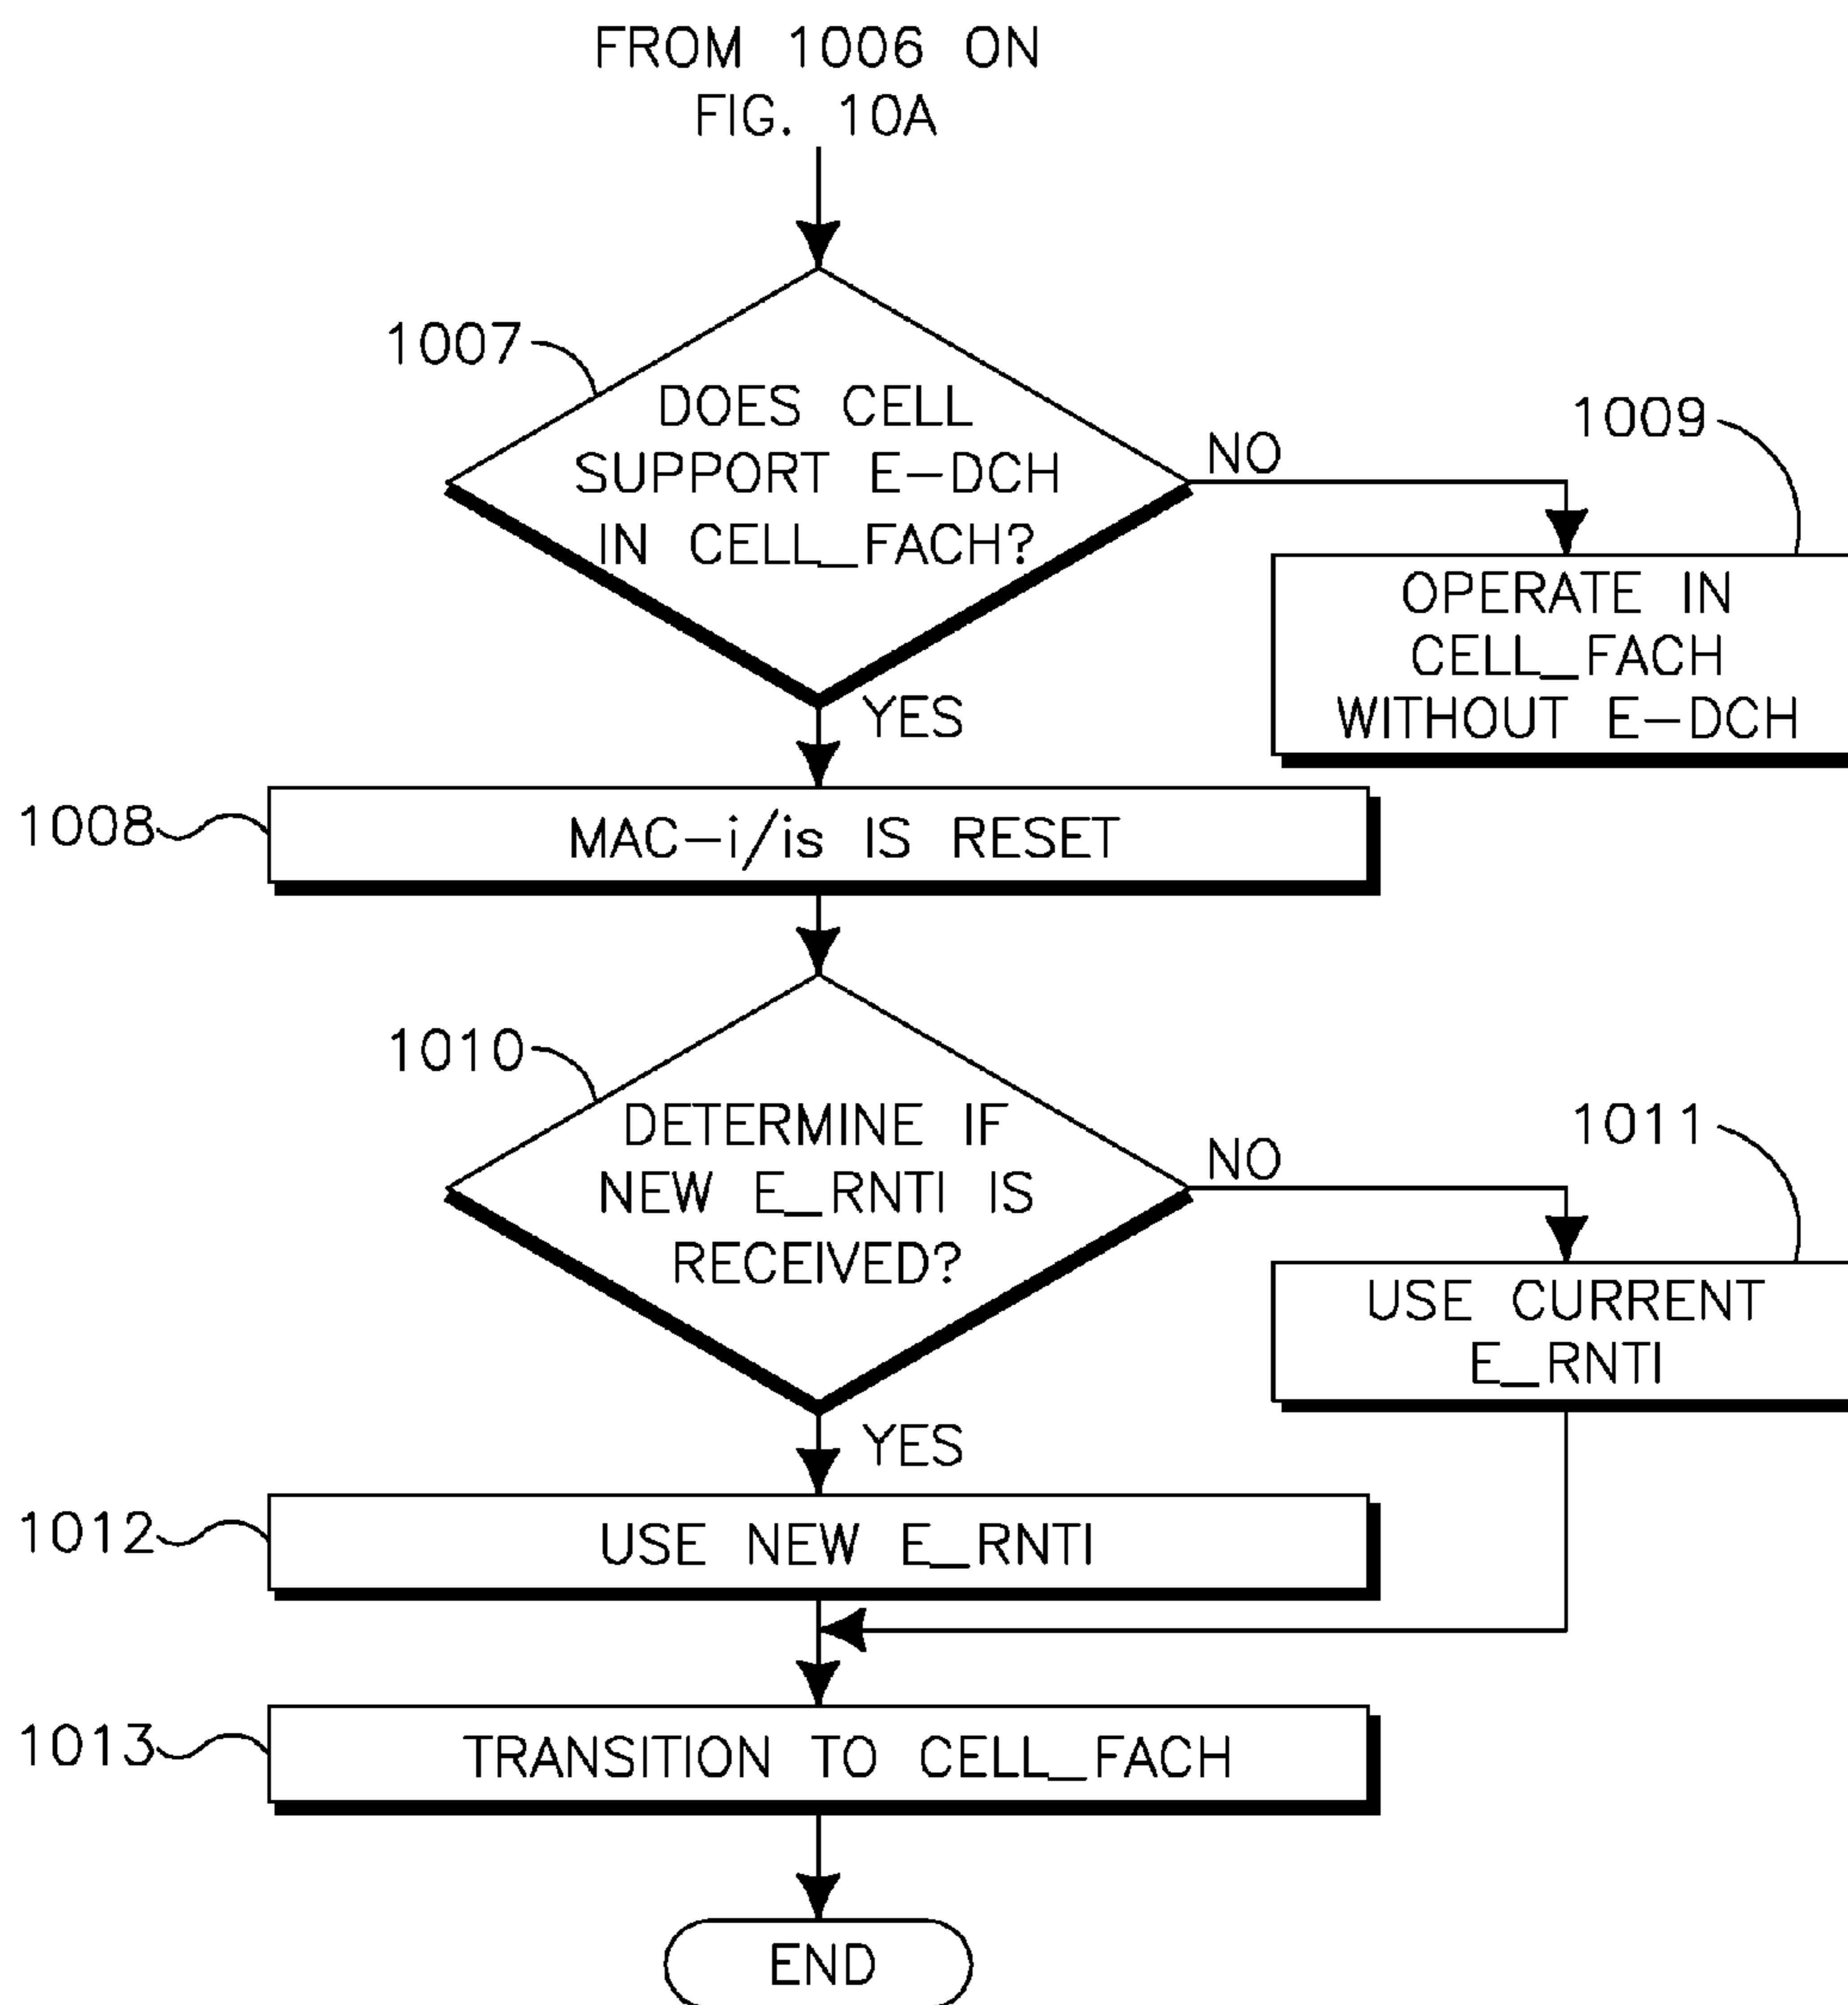 FROM 1006 ON
FIG. 10A
1007
DOES CELL
SUPPORT E-DCH
IN CELL_FACH?
NO
1009
OPERATE IN
CELL_FACH
WITHOUT E-DCH
YES
1008
MAC-i/is IS RESET
1010
DETERMINE IF
NEW E_RNTI IS
RECEIVED?
NO
1011
USE CURRENT
E_RNTI
YES
1012
USE NEW E_RNTI
1013
TRANSITION TO CELL_FACH
END